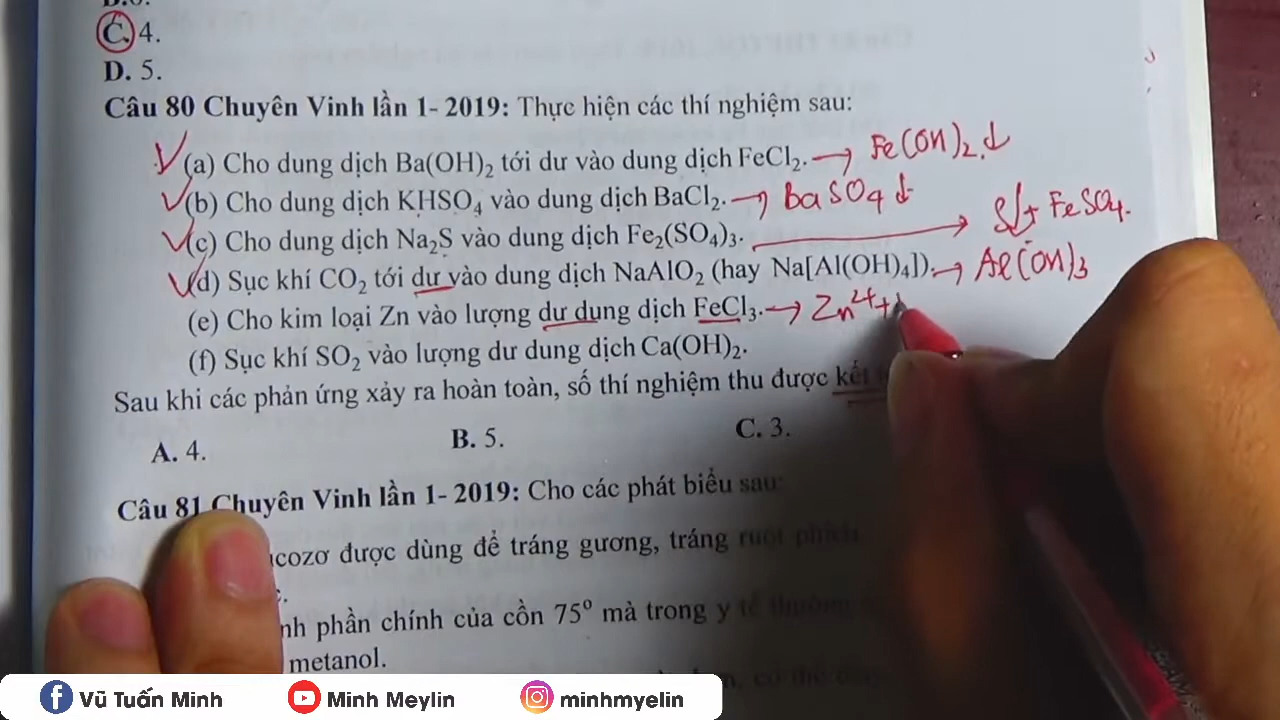 C. 4.
D. 5.
Câu 80 Chuyên Vinh lần 1- 2019: Thực hiện các thí nghiệm sau:
(a) Cho dung dịch Ba(OH)₂ tới dư vào dung dịch FeCl₂. → Fe(OH)₂ ↓
(b) Cho dung dịch KHSO₄ vào dung dịch BaCl₂. → BaSO₄ ↓
(c) Cho dung dịch Na₂S vào dung dịch Fe₂(SO₄)₃. → S↓ + FeSO₄.
(d) Sục khí CO₂ tới dư vào dung dịch NaAlO₂ (hay Na[Al(OH)₄]). → Al(OH)₃
(e) Cho kim loại Zn vào lượng dư dung dịch FeCl₃. → Zn²⁺ +
(f) Sục khí SO₂ vào lượng dư dung dịch Ca(OH)₂.
Sau khi các phản ứng xảy ra hoàn toàn, số thí nghiệm thu được kết
A. 4. B. 5. C. 3.
Câu 81 Chuyên Vinh lần 1- 2019: Cho các phát biểu sau:
ucozơ được dùng để tráng gương, tráng ruột phích
nh phần chính của cồn 75⁰ mà trong y tế thường
metanol.
Vũ Tuấn Minh Minh Meylin minhmyelin